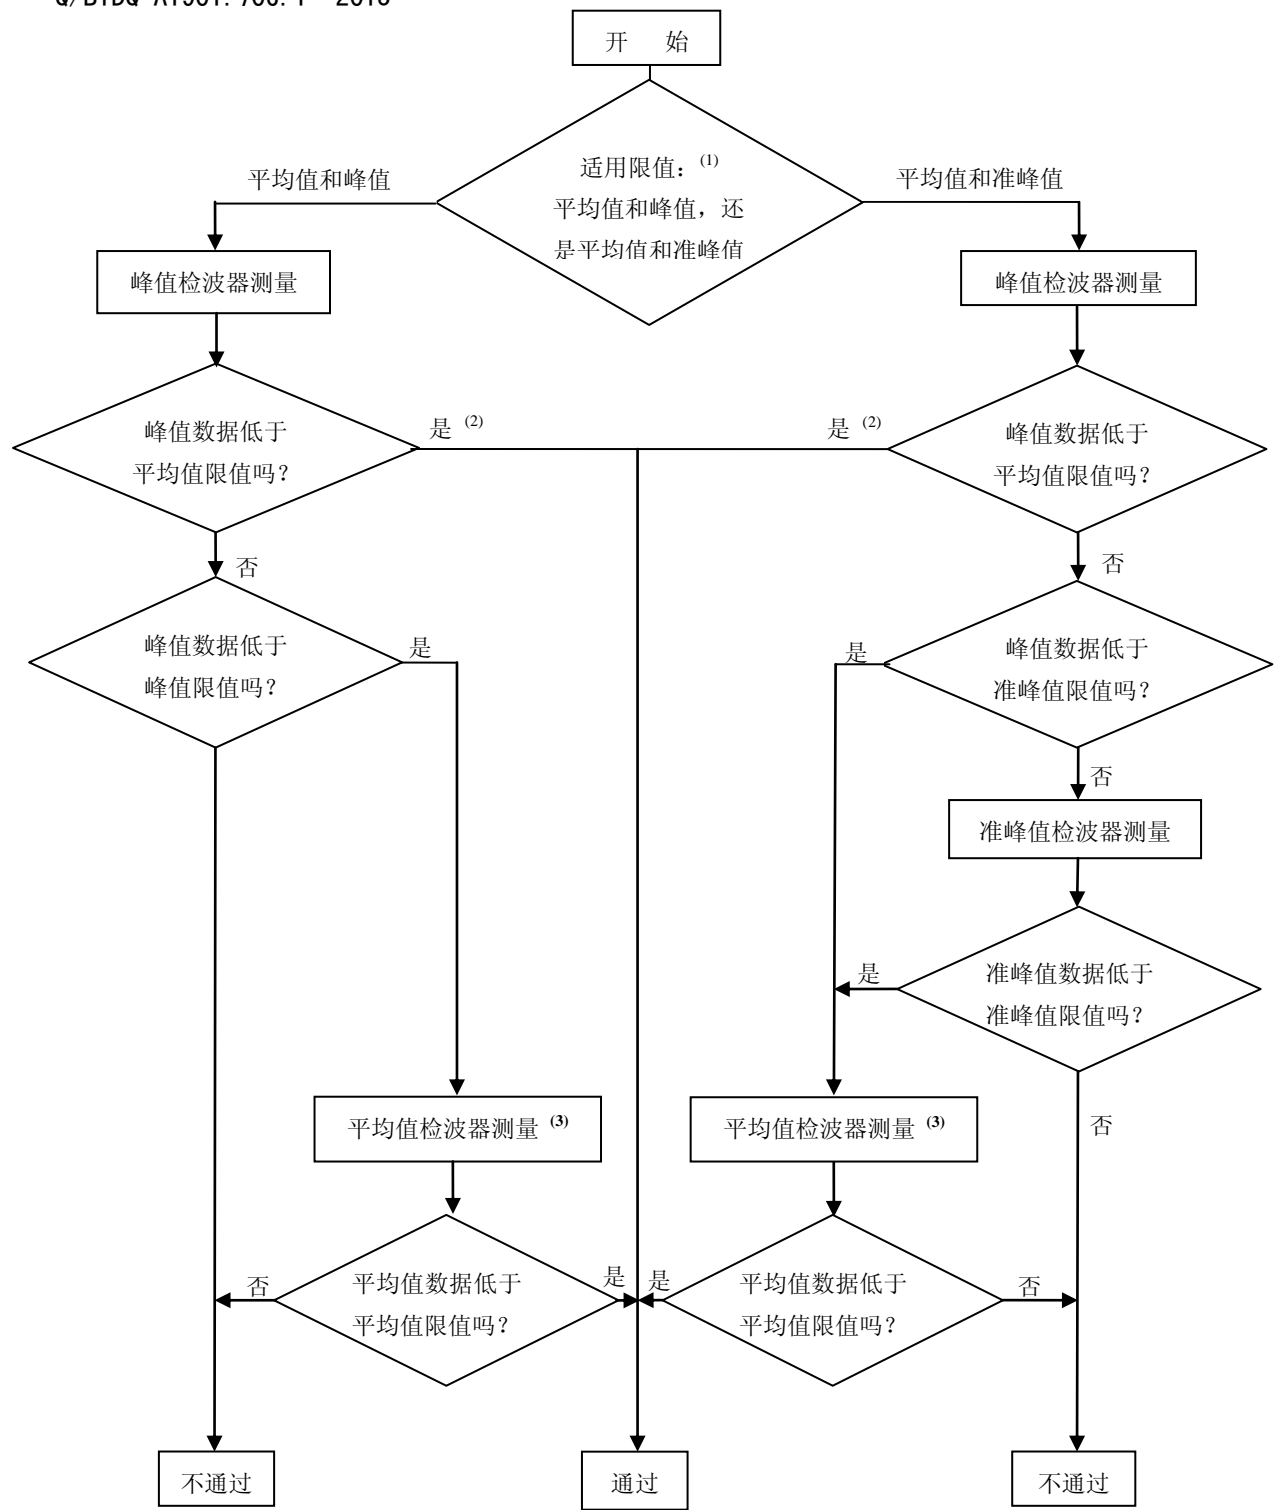 开 始
适用限值：(1)
平均值和峰值，还
是平均值和准峰值
平均值和峰值
平均值和准峰值
峰值检波器测量
峰值检波器测量
峰值数据低于
平均值限值吗？
是 (2)
是 (2)
峰值数据低于
平均值限值吗？
否
否
峰值数据低于
峰值限值吗？
是
是
峰值数据低于
准峰值限值吗？
否
准峰值检波器测量
是
准峰值数据低于
准峰值限值吗？
平均值检波器测量 (3)
平均值检波器测量 (3)
否
否
平均值数据低于
平均值限值吗？
是
是
平均值数据低于
平均值限值吗？
否
不通过
通过
不通过